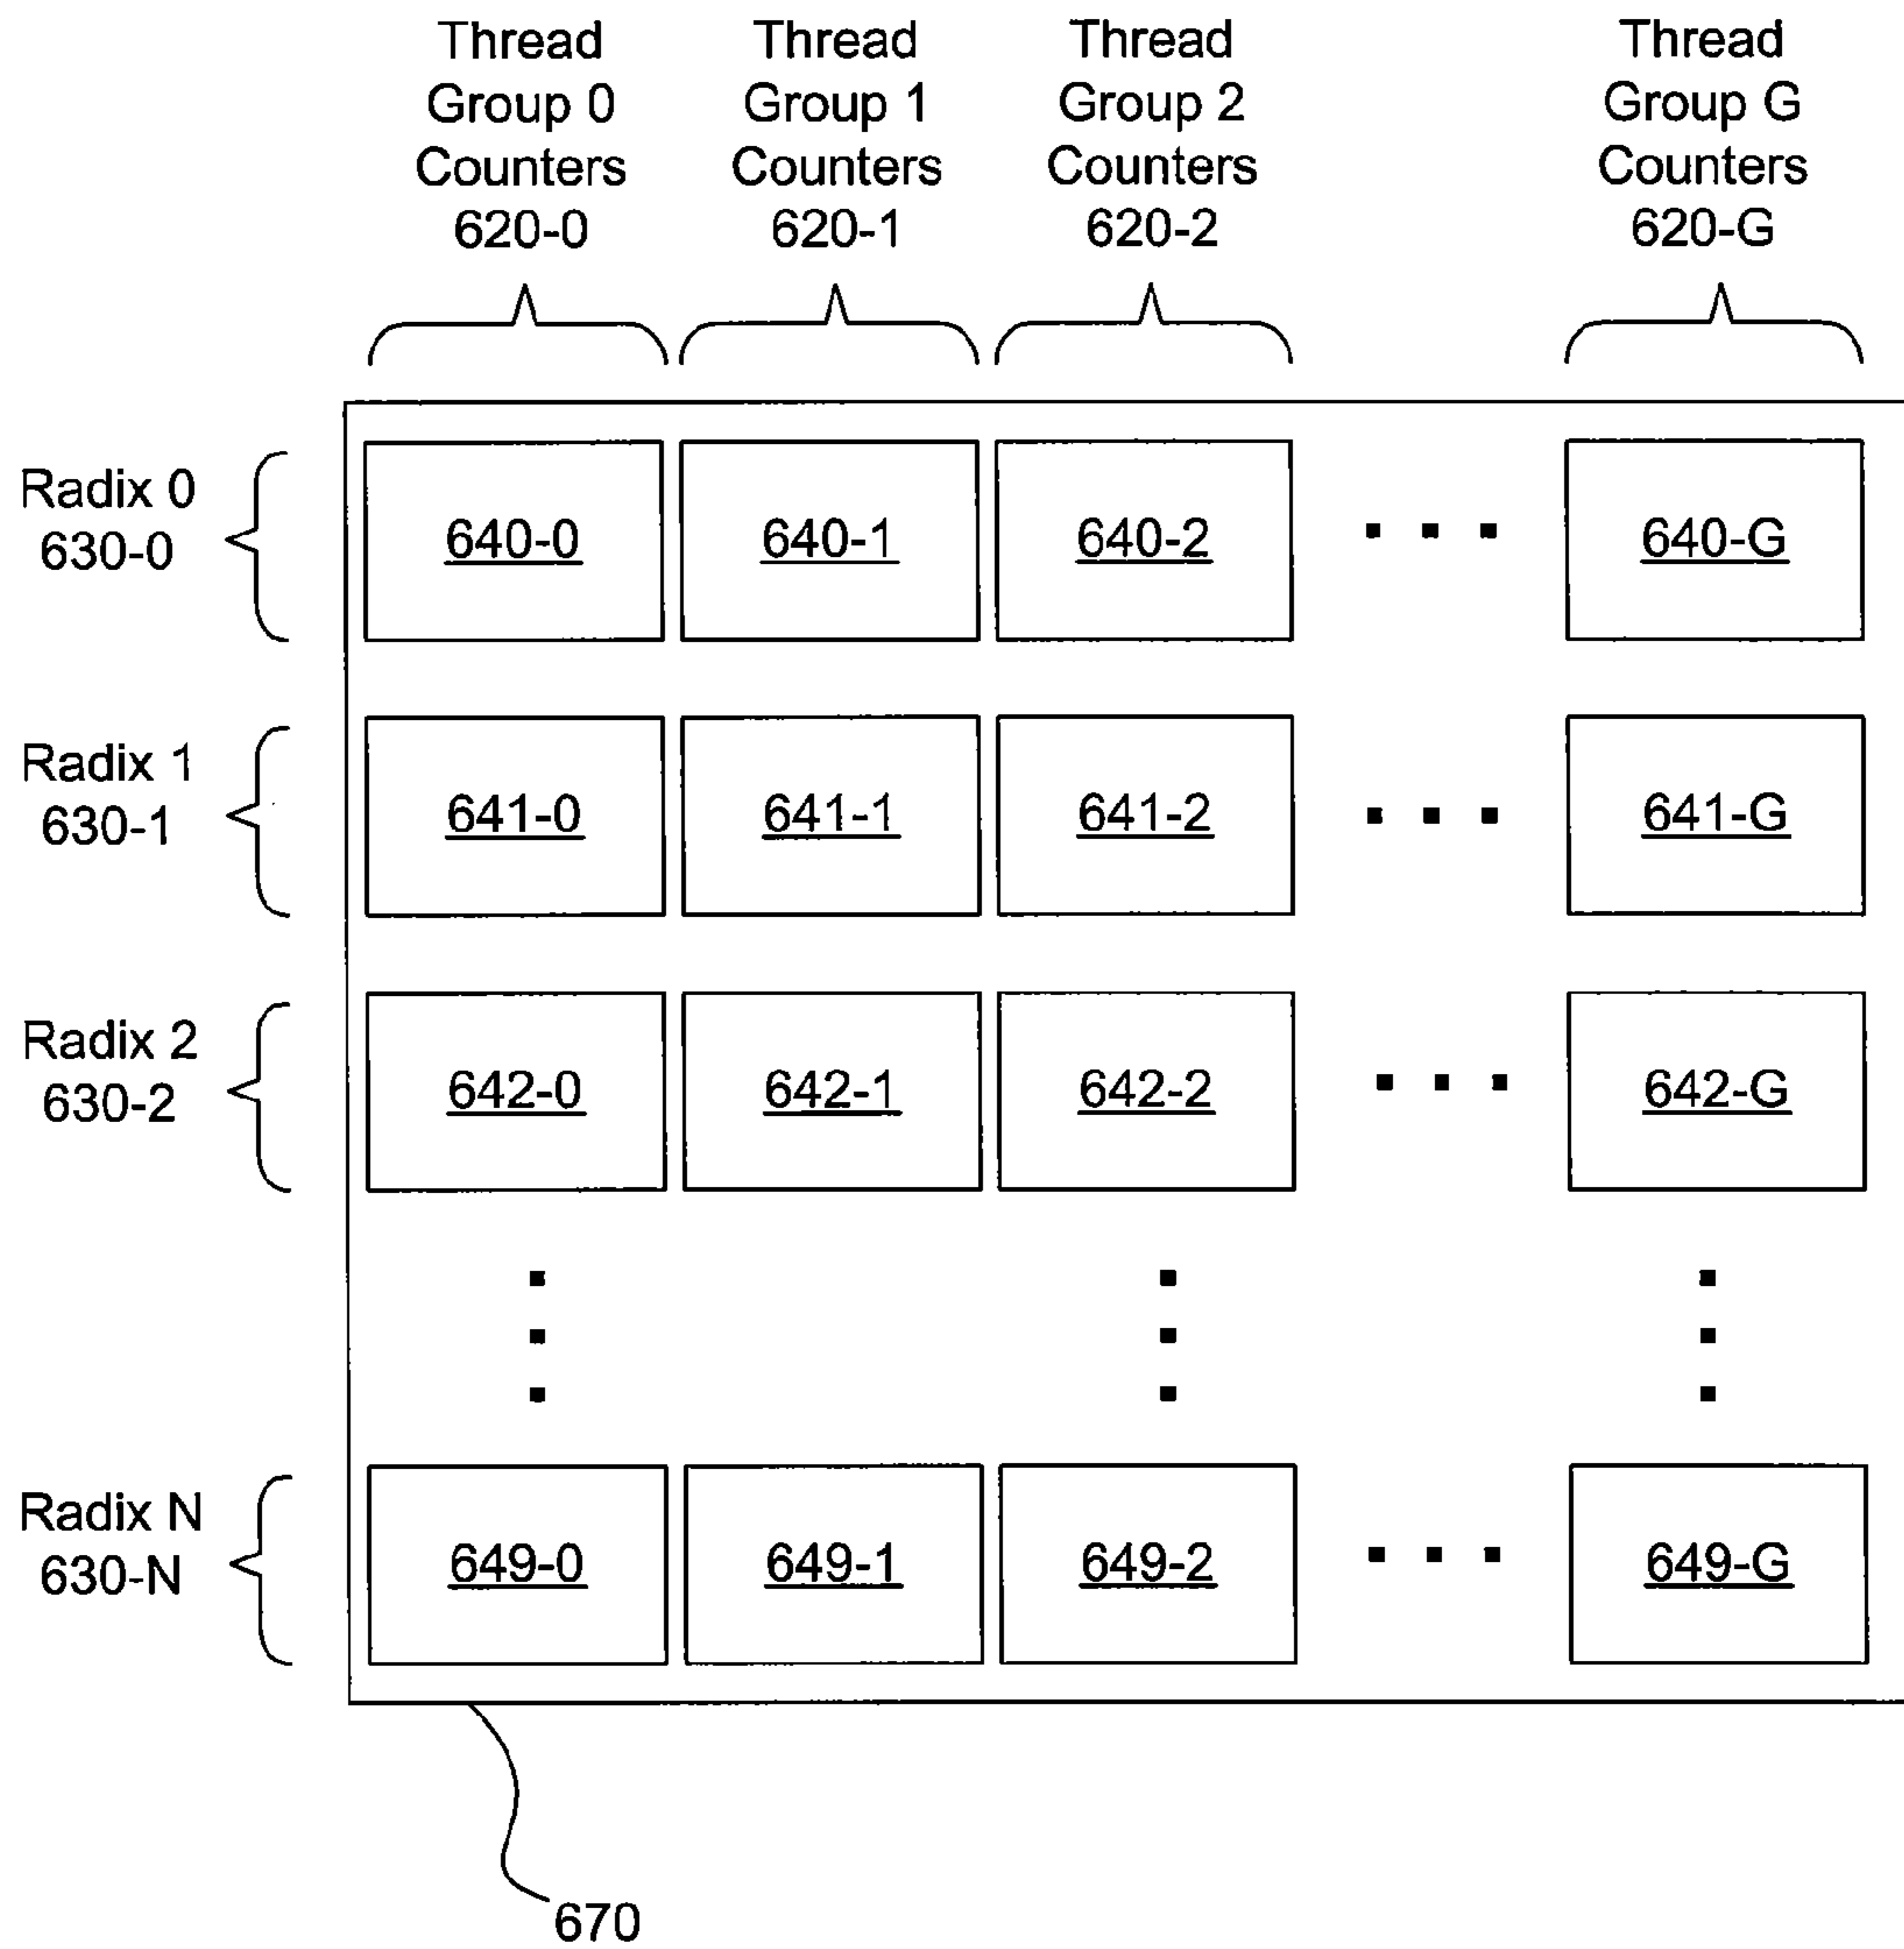 Thread
Group 0
Counters
620-0
Thread
Group 1
Counters
620-1
Thread
Group 2
Counters
620-2
Thread
Group G
Counters
620-G
Radix 0
630-0
640-0
640-1
640-2
640-G
Radix 1
630-1
641-0
641-1
641-2
641-G
Radix 2
630-2
642-0
642-1
642-2
642-G
Radix N
630-N
649-0
649-1
649-2
649-G
670